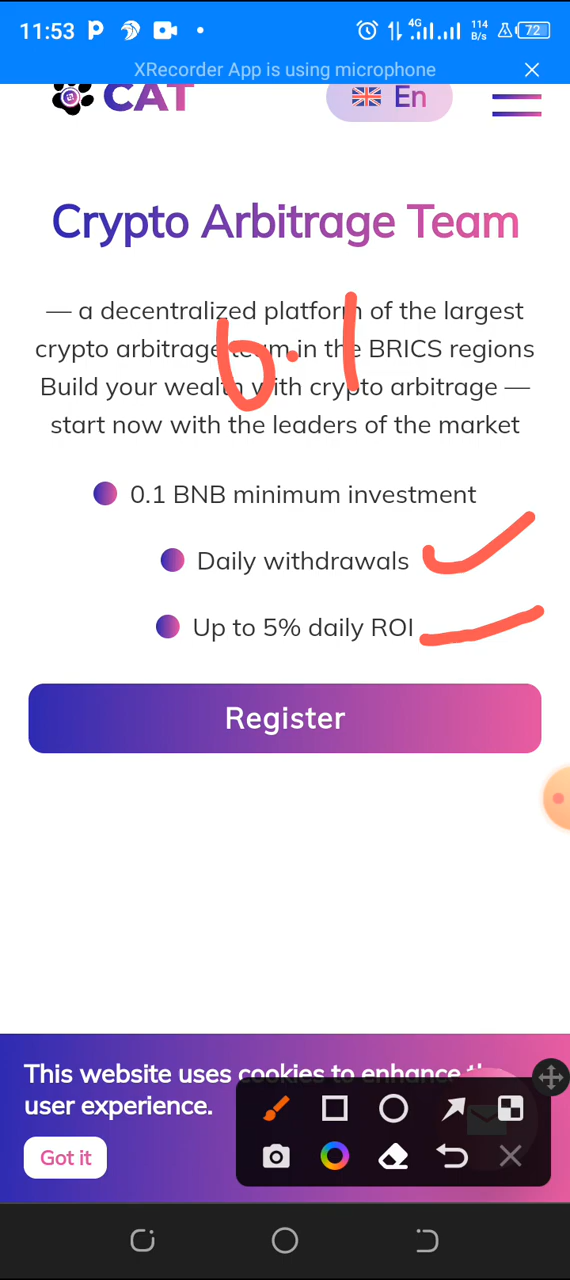 11:53
4G
114
B/s
72
XRecorder App is using microphone
CAT
En
Crypto Arbitrage Team
— a decentralized platform of the largest
crypto arbitrage team in the BRICS regions
Build your wealth with crypto arbitrage —
start now with the leaders of the market
0.1
0.1 BNB minimum investment
Daily withdrawals
Up to 5% daily ROI
Register
This website uses cookies to enhance
user experience.
Got it